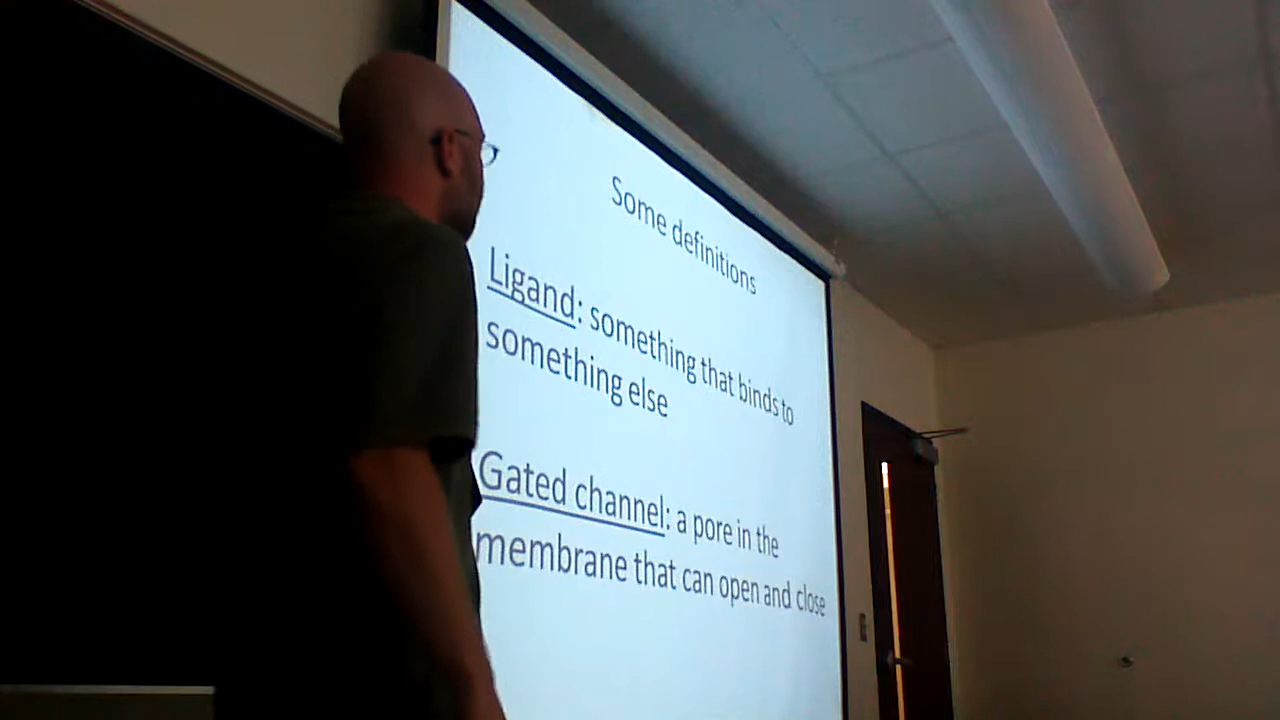 Some definitions
Ligand: something that binds to
something else
Gated channel: a pore in the
membrane that can open and close